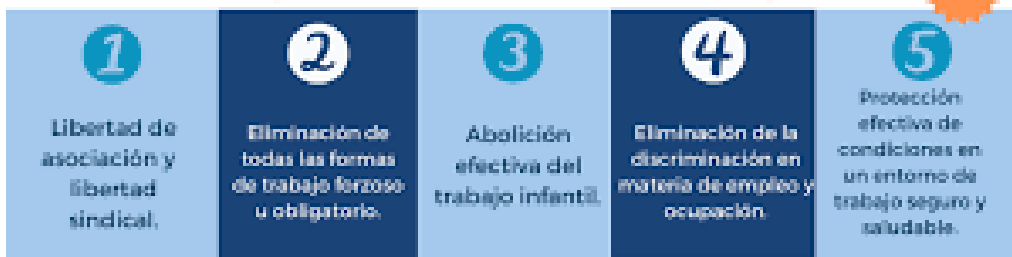 1
Libertad de
asociación y
libertad
sindical.
2
Eliminación de
todas las formas
de trabajo forzoso
u obligatorio.
3
Abolición
efectiva del
trabajo infantil.
4
Eliminación de la
discriminación en
materia de empleo y
ocupación.
5
Protección
efectiva de
condiciones en
un entorno de
trabajo seguro y
saludable.